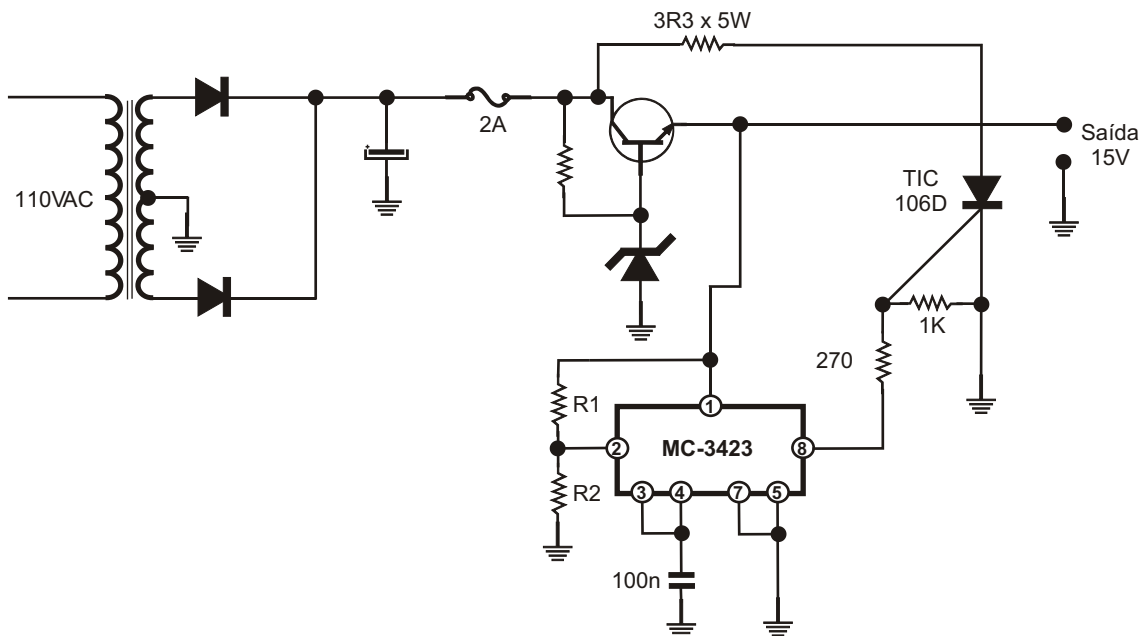 3R3 x 5W
2A
110VAC
Saída
15V
TIC
106D
1K
270
R1
1
2
MC-3423
8
R2
3
4
7
5
100n
+